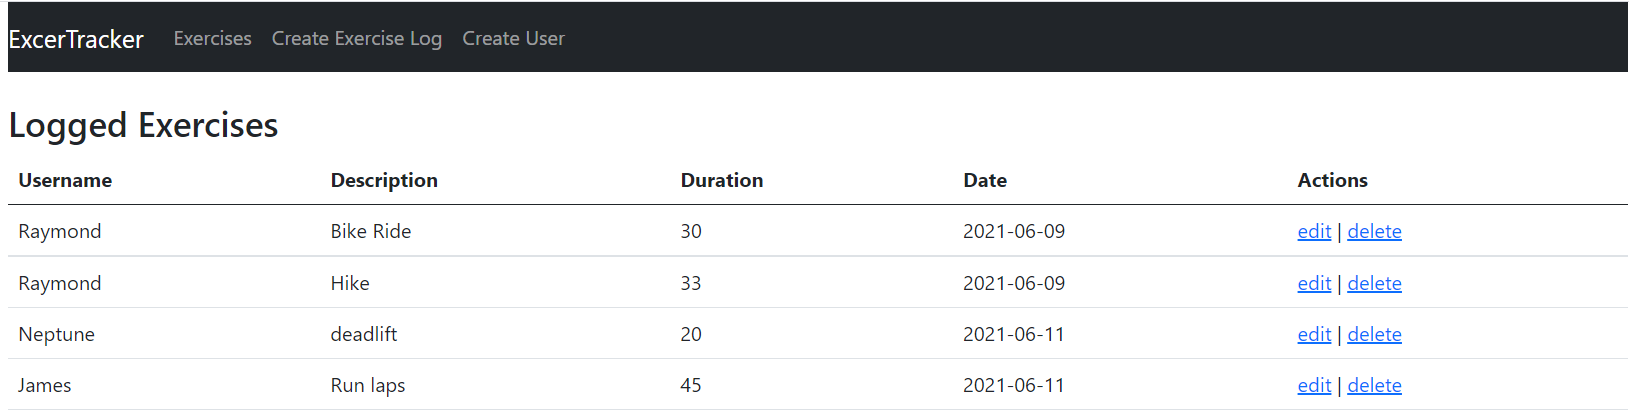 ExcerTracker Exercises Create Exercise Log Create User
Logged Exercises
Username Description Duration Date Actions
Raymond Bike Ride 30 2021-06-09 edit | delete
Raymond Hike 33 2021-06-09 edit | delete
Neptune deadlift 20 2021-06-11 edit | delete
James Run laps 45 2021-06-11 edit | delete